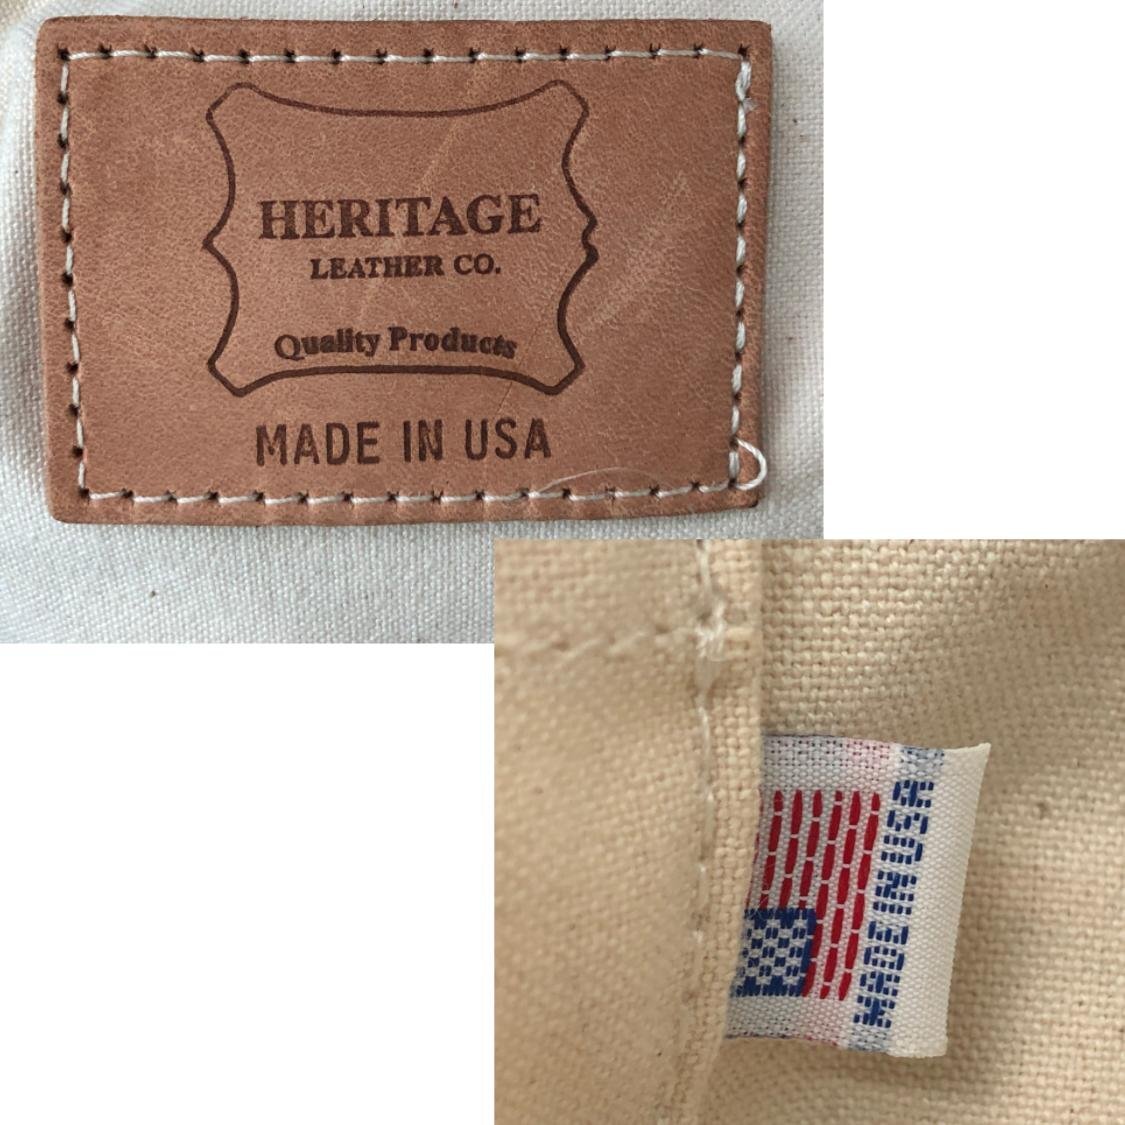 HERITAGE
LEATHER CO.
Quality Products
MADE IN USA
MADE IN USA